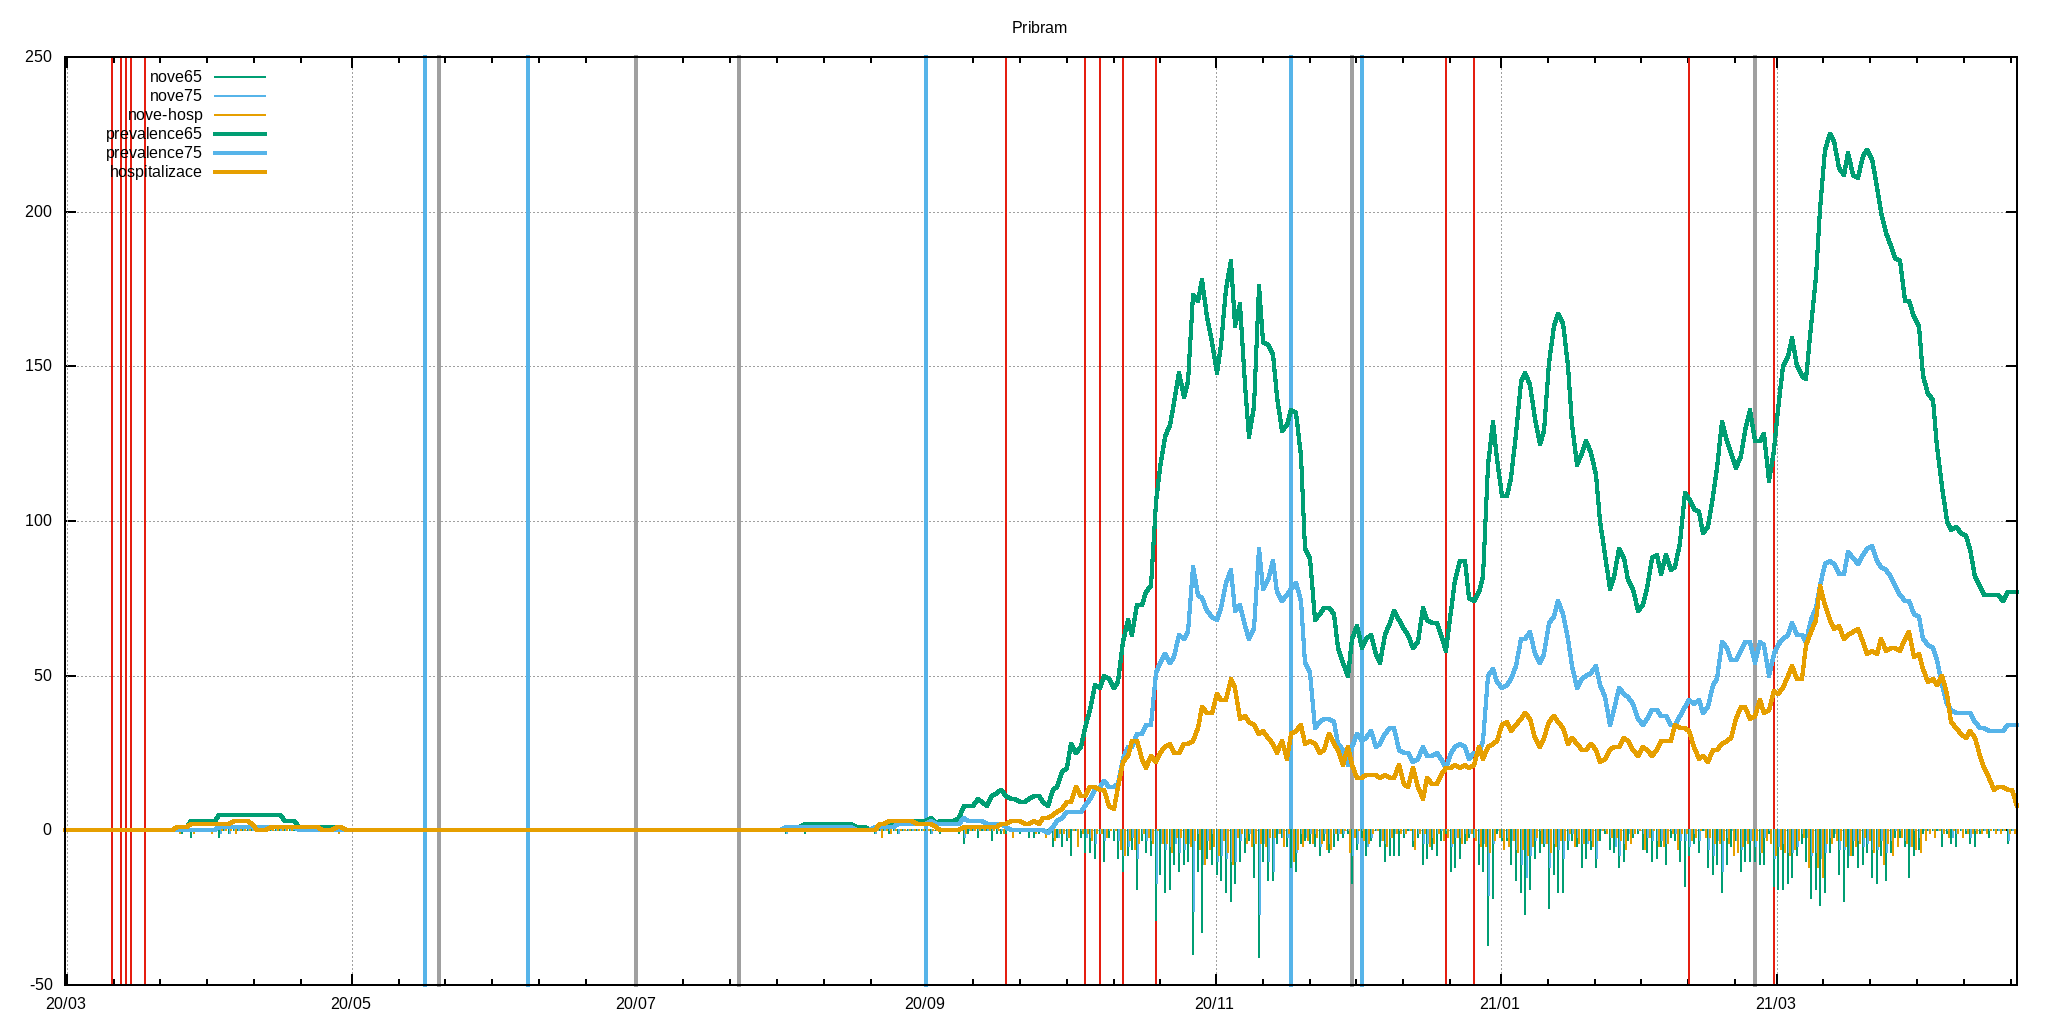 Pribram
250
nove65
nove75
nove-hosp
prevalence65
prevalence75
hospitalizace
200
150
100
50
0
-50
20/03 20/05 20/07 20/09 20/11 21/01 21/03